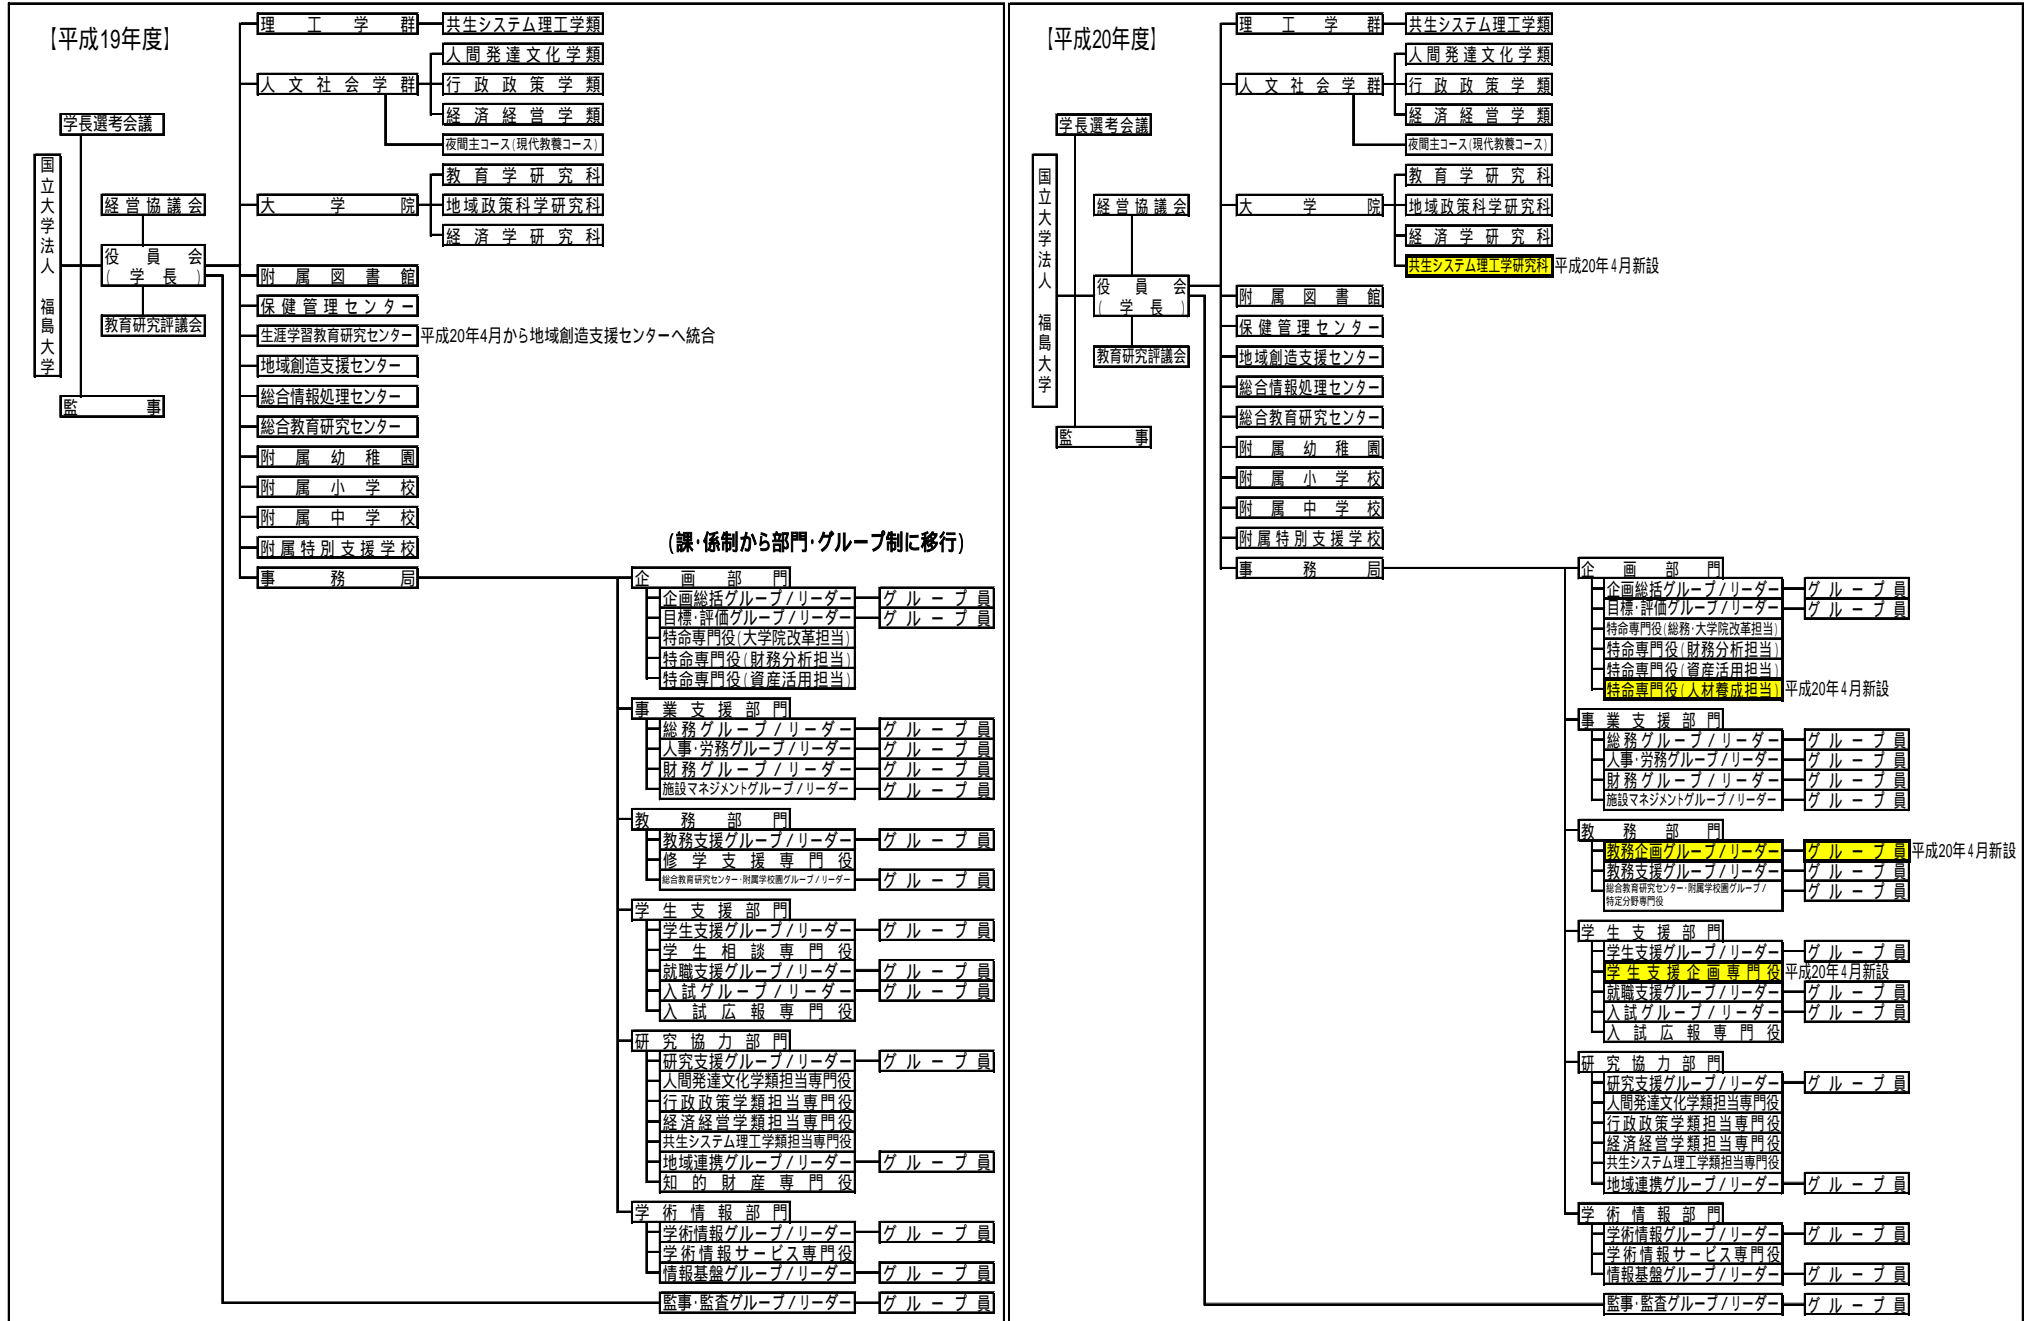 【平成19年度】
理工学群
共生システム理工学類
人文社会学群
人間発達文化学類
行政政策学類
経済経営学類
夜間主コース(現代教養コース)
学長選考会議
国立大学法人 福島大学
経営協議会
役員会
(学長)
教育研究評議会
監事
大学院
教育学研究科
地域政策科学研究科
経済学研究科
附属図書館
保健管理センター
生涯学習教育研究センター 平成20年4月から地域創造支援センターへ統合
地域創造支援センター
総合情報処理センター
総合教育研究センター
附属幼稚園
附属小学校
附属中学校
附属特別支援学校
事務局
(課・係制から部門・グループ制に移行)
企画部門
企画総括グループ/リーダー グループ員
目標・評価グループ/リーダー グループ員
特命専門役(大学院改革担当)
特命専門役(財務分析担当)
特命専門役(資産活用担当)
事業支援部門
総務グループ/リーダー グループ員
人事・労務グループ/リーダー グループ員
財務グループ/リーダー グループ員
施設マネジメントグループ/リーダー グループ員
教務部門
教務支援グループ/リーダー グループ員
修学支援専門役
総合教育研究センター・附属学校園グループ/リーダー グループ員
学生支援部門
学生支援グループ/リーダー グループ員
学生相談専門役
就職支援グループ/リーダー グループ員
入試グループ/リーダー グループ員
入試広報専門役
研究協力部門
研究支援グループ/リーダー グループ員
人間発達文化学類担当専門役
行政政策学類担当専門役
経済経営学類担当専門役
共生システム理工学類担当専門役
地域連携グループ/リーダー グループ員
知的財産専門役
学術情報部門
学術情報グループ/リーダー グループ員
学術情報サービス専門役
情報基盤グループ/リーダー グループ員
監事・監査グループ/リーダー グループ員
【平成20年度】
理工学群
共生システム理工学類
人文社会学群
人間発達文化学類
行政政策学類
経済経営学類
夜間主コース(現代教養コース)
学長選考会議
国立大学法人 福島大学
経営協議会
役員会
(学長)
教育研究評議会
監事
大学院
教育学研究科
地域政策科学研究科
経済学研究科
共生システム理工学研究科 平成20年4月新設
附属図書館
保健管理センター
地域創造支援センター
総合情報処理センター
総合教育研究センター
附属幼稚園
附属小学校
附属中学校
附属特別支援学校
事務局
企画部門
企画総括グループ/リーダー グループ員
目標・評価グループ/リーダー グループ員
特命専門役(総務・大学院改革担当)
特命専門役(財務分析担当)
特命専門役(資産活用担当)
特命専門役(人材養成担当) 平成20年4月新設
事業支援部門
総務グループ/リーダー グループ員
人事・労務グループ/リーダー グループ員
財務グループ/リーダー グループ員
施設マネジメントグループ/リーダー グループ員
教務部門
教務企画グループ/リーダー グループ員 平成20年4月新設
教務支援グループ/リーダー グループ員
総合教育研究センター・附属学校園グループ/ グループ員
特定分野専門役
学生支援部門
学生支援グループ/リーダー グループ員
学生支援企画専門役 平成20年4月新設
就職支援グループ/リーダー グループ員
入試グループ/リーダー グループ員
入試広報専門役
研究協力部門
研究支援グループ/リーダー グループ員
人間発達文化学類担当専門役
行政政策学類担当専門役
経済経営学類担当専門役
共生システム理工学類担当専門役
地域連携グループ/リーダー グループ員
学術情報部門
学術情報グループ/リーダー グループ員
学術情報サービス専門役
情報基盤グループ/リーダー グループ員
監事・監査グループ/リーダー グループ員